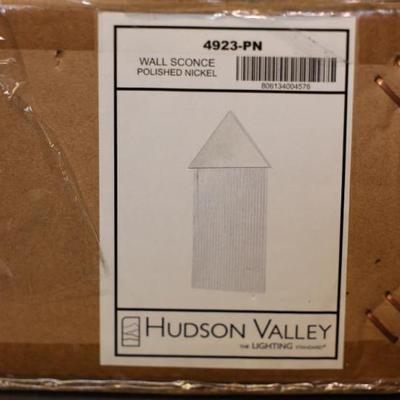 4923-PN
WALL SCONCE
POLISHED NICKEL
806134004576
HUDSON VALLEY
THE LIGHTING STANDARD®